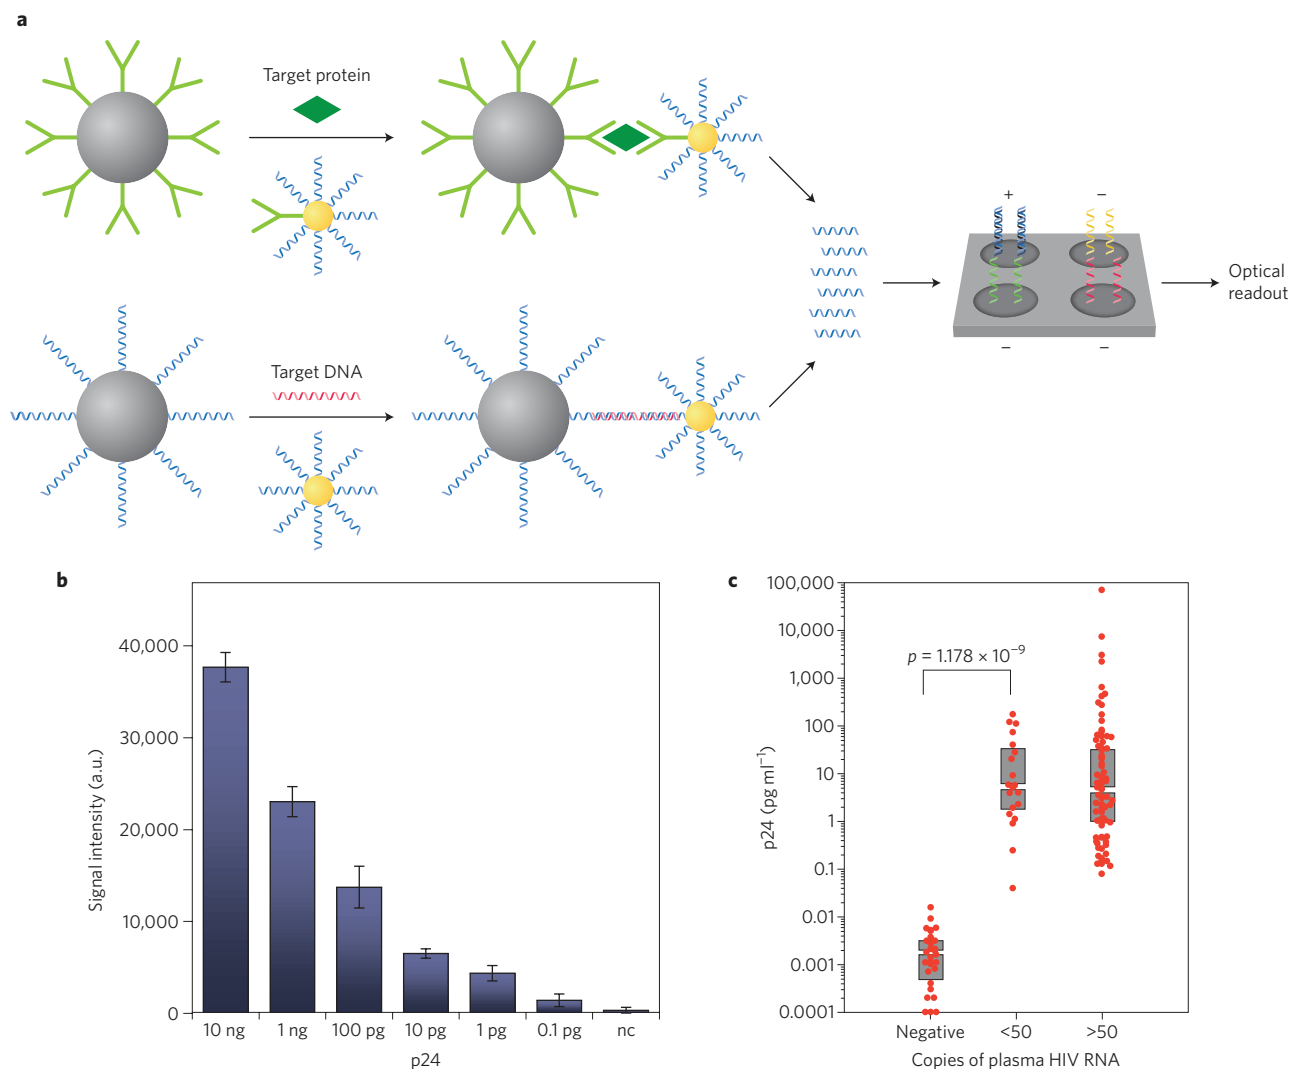 a
Target protein
+
–
Optical
readout
–
–
Target DNA
b
40,000
30,000
20,000
10,000
0
Signal intensity (a.u.)
10 ng
1 ng
100 pg
10 pg
1 pg
0.1 pg
nc
p24
c
100,000
10,000
1,000
100
10
1
0.1
0.01
0.001
0.0001
p24 (pg ml⁻¹)
p = 1.178 × 10⁻⁹
Negative
<50
>50
Copies of plasma HIV RNA